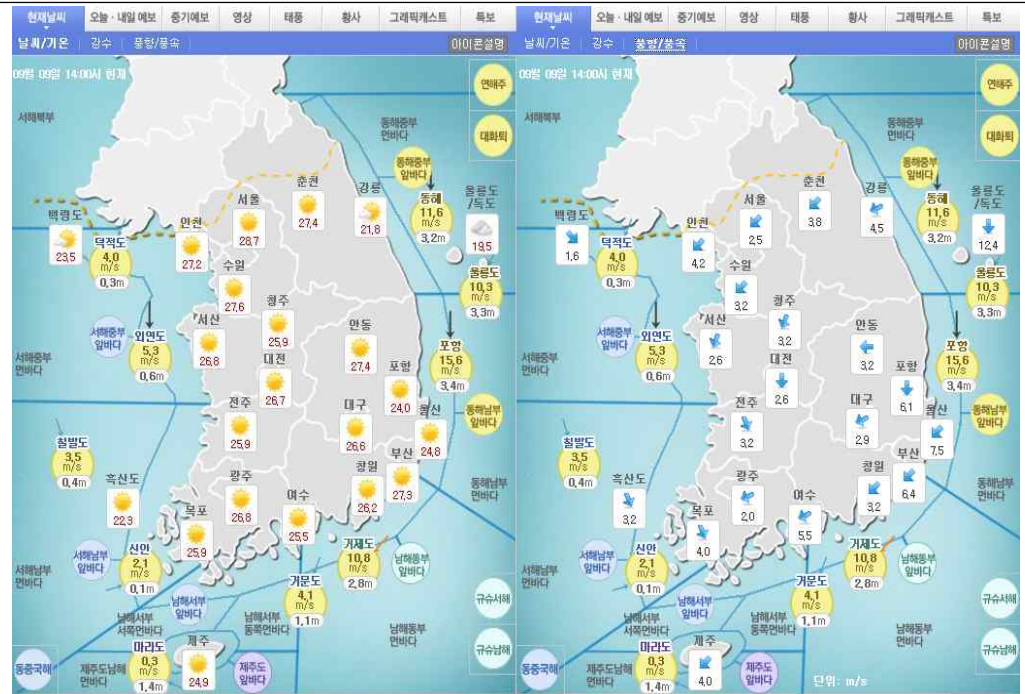 현재날씨 오늘·내일 예보 중기예보 영상 태풍 황사 그래픽캐스트 특보
날씨/기온 강수 풍향/풍속 아이콘설명
09월 09일 14:00시 현재
연해주
대화퇴
서해북부
동해중부
먼바다
동해중부
앞바다
백령도
23,5
덕적도
4,0
m/s
0,3m
인천
27,2
서울
28,7
춘천
27,4
강릉
21,8
동해
11,6
m/s
3,2m
울릉도
/독도
19,5
울릉도
10,3
m/s
3,3m
수원
27,6
청주
25,9
서산
26,8
서해중부
앞바다
외연도
5,3
m/s
0,6m
서해중부
먼바다
대전
26,7
안동
27,4
포항
24,0
포항
15,6
m/s
3,4m
동해남부
앞바다
전주
25,9
대구
26,6
울산
24,8
칠발도
3,5
m/s
0,4m
흑산도
22,3
광주
26,8
목포
25,9
여수
25,5
창원
26,2
부산
27,3
동해남부
먼바다
서해남부
앞바다
서해남부
먼바다
신안
2,1
m/s
0,1m
거제도
10,8
m/s
2,8m
남해동부
앞바다
거문도
4,1
m/s
1,1m
남해서부
앞바다
남해서부
서쪽먼바다
남해서부
동쪽먼바다
남해동부
먼바다
규슈서해
규슈남해
동중국해
제주도남해
먼바다
마라도
0,3
m/s
1,4m
제주
24,9
제주도
앞바다
현재날씨 오늘·내일 예보 중기예보 영상 태풍 황사 그래픽캐스트 특보
날씨/기온 강수 풍향/풍속 아이콘설명
09월 09일 14:00시 현재
연해주
대화퇴
서해북부
동해중부
먼바다
동해중부
앞바다
백령도
1,6
덕적도
4,0
m/s
0,3m
인천
4,2
서울
2,5
춘천
3,8
강릉
4,5
동해
11,6
m/s
3,2m
울릉도
/독도
12,4
울릉도
10,3
m/s
3,3m
수원
3,2
청주
3,2
서산
2,6
서해중부
앞바다
외연도
5,3
m/s
0,6m
서해중부
먼바다
대전
2,6
안동
3,2
포항
6,1
포항
15,6
m/s
3,4m
동해남부
앞바다
전주
3,2
대구
2,9
울산
7,5
칠발도
3,5
m/s
0,4m
흑산도
3,2
광주
2,0
목포
4,0
여수
5,5
창원
3,2
부산
6,4
동해남부
먼바다
서해남부
앞바다
서해남부
먼바다
신안
2,1
m/s
0,1m
거제도
10,8
m/s
2,8m
남해동부
앞바다
거문도
4,1
m/s
1,1m
남해서부
앞바다
남해서부
서쪽먼바다
남해서부
동쪽먼바다
남해동부
먼바다
규슈서해
규슈남해
동중국해
제주도남해
먼바다
마라도
0,3
m/s
1,4m
제주
4,0
제주도
앞바다
단위: m/s